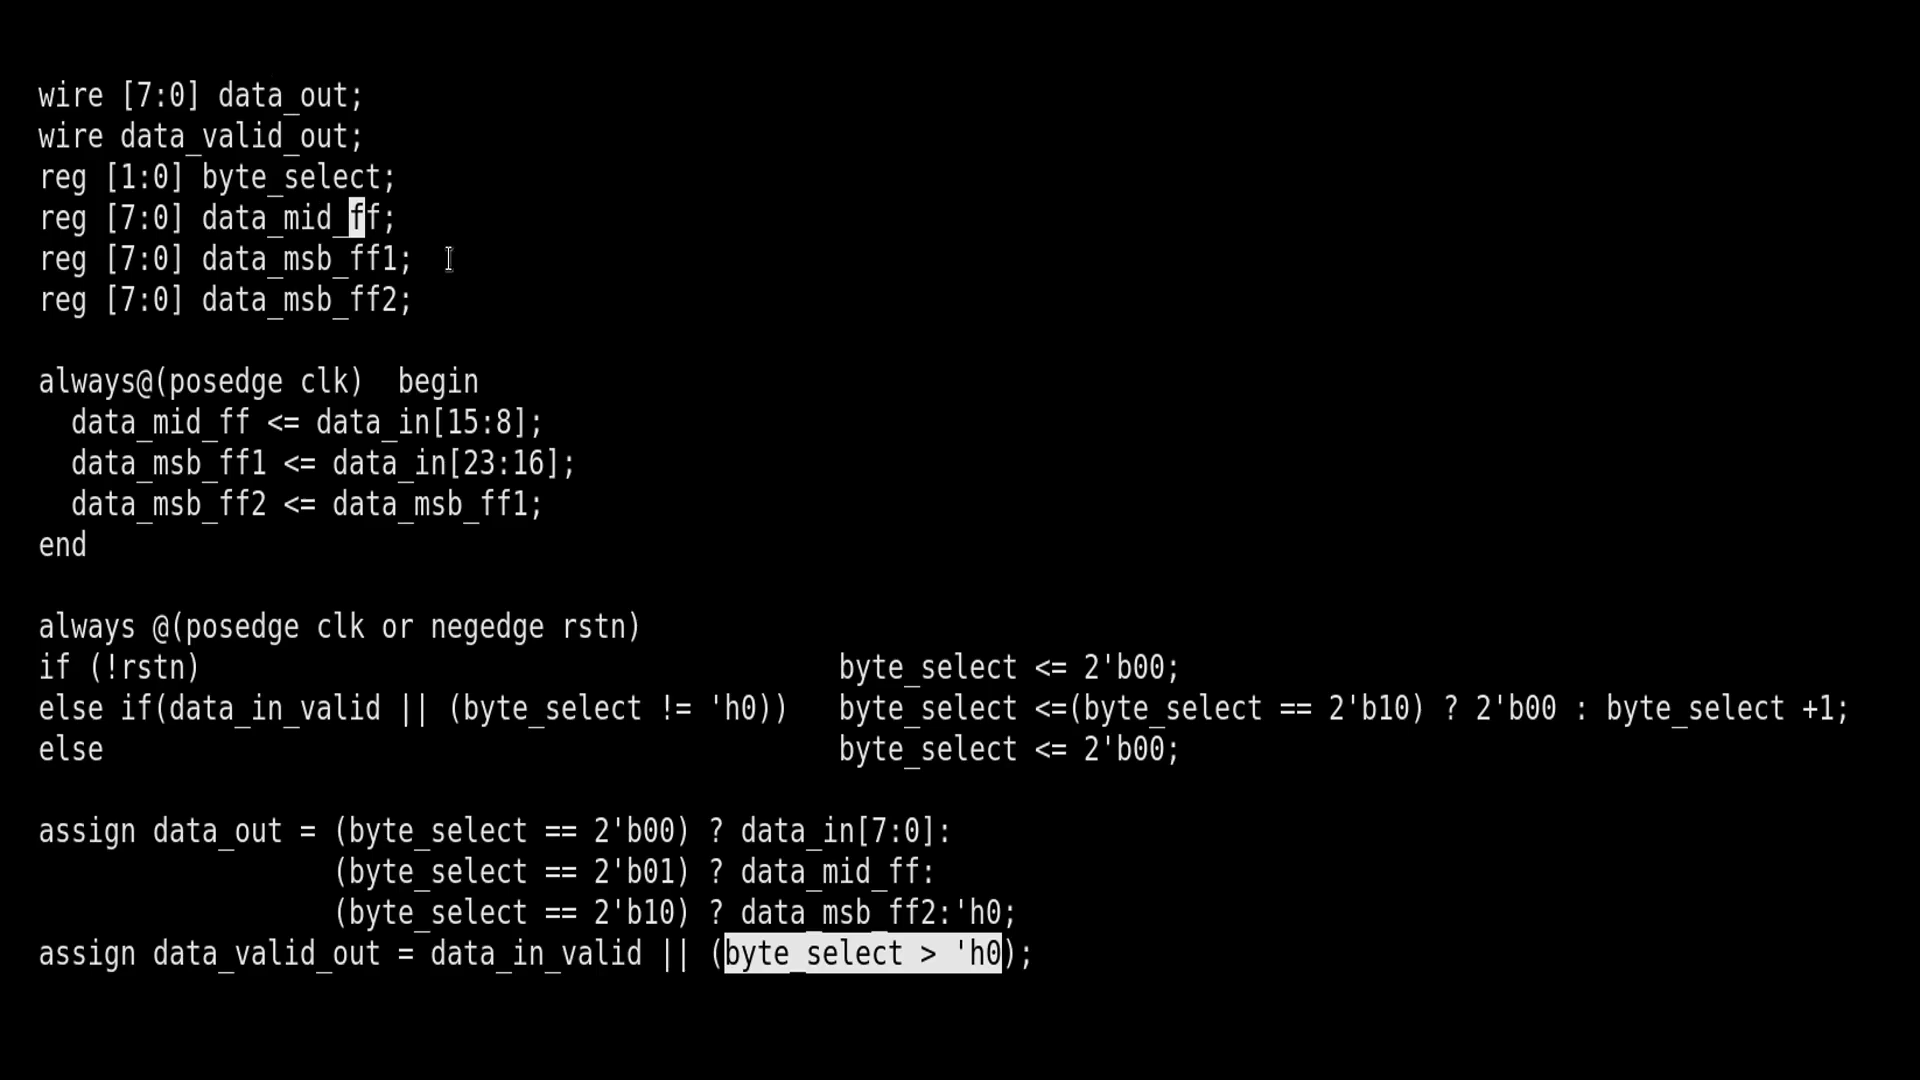 wire [7:0] data_out;
wire data_valid_out;
reg [1:0] byte_select;
reg [7:0] data_mid_ff;
reg [7:0] data_msb_ff1;
reg [7:0] data_msb_ff2;
always@(posedge clk)  begin
  data_mid_ff <= data_in[15:8];
  data_msb_ff1 <= data_in[23:16];
  data_msb_ff2 <= data_msb_ff1;
end
always @(posedge clk or negedge rstn)
if (!rstn)                                       byte_select <= 2'b00;
else if(data_in_valid || (byte_select != 'h0))   byte_select <=(byte_select == 2'b10) ? 2'b00 : byte_select +1;
else                                             byte_select <= 2'b00;
assign data_out = (byte_select == 2'b00) ? data_in[7:0]:
                  (byte_select == 2'b01) ? data_mid_ff:
                  (byte_select == 2'b10) ? data_msb_ff2:'h0;
assign data_valid_out = data_in_valid || (byte_select > 'h0);